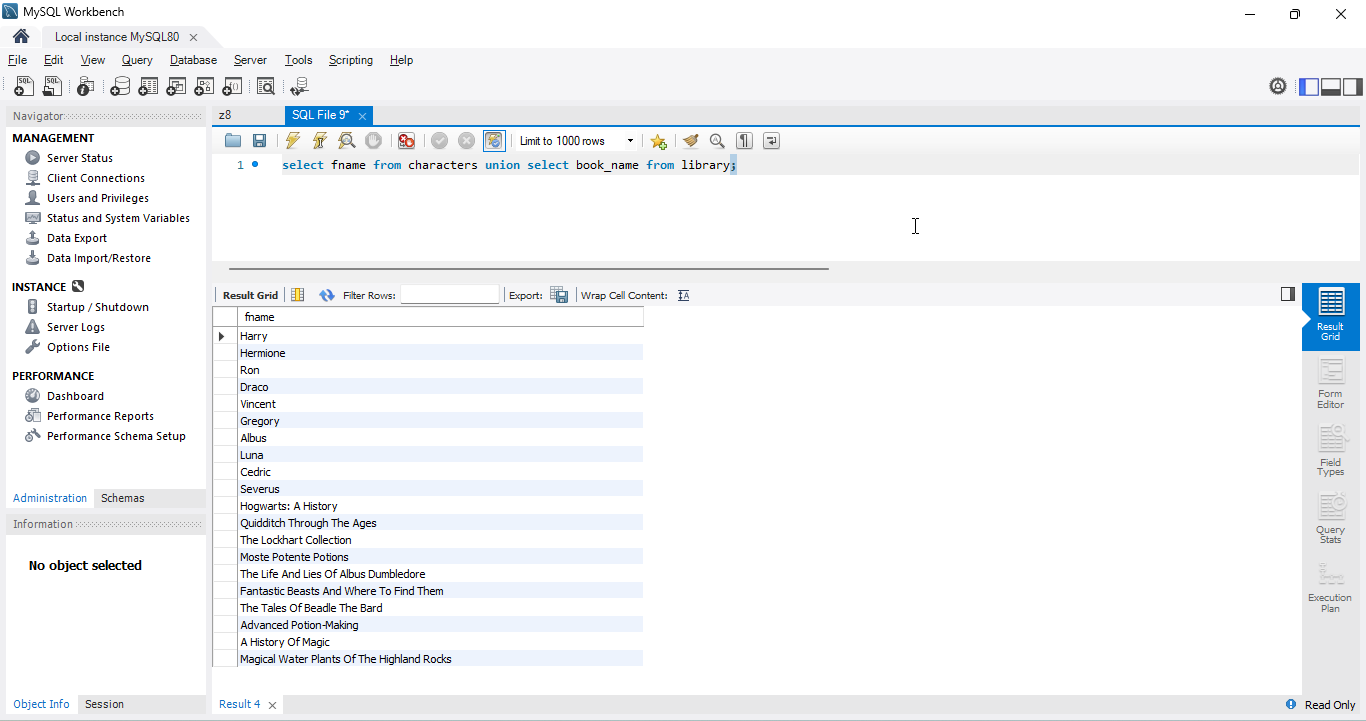 MySQL Workbench
Local instance MySQL80
File Edit View Query Database Server Tools Scripting Help
Navigator
MANAGEMENT
Server Status
Client Connections
Users and Privileges
Status and System Variables
Data Export
Data Import/Restore
INSTANCE
Startup / Shutdown
Server Logs
Options File
PERFORMANCE
Dashboard
Performance Reports
Performance Schema Setup
Administration Schemas
Information
No object selected
Object Info Session
z8 SQL File 9*
Limit to 1000 rows
1 select fname from characters union select book_name from library;
Result Grid Filter Rows: Export: Wrap Cell Content:
fname
Harry
Hermione
Ron
Draco
Vincent
Gregory
Albus
Luna
Cedric
Severus
Hogwarts: A History
Quidditch Through The Ages
The Lockhart Collection
Moste Potente Potions
The Life And Lies Of Albus Dumbledore
Fantastic Beasts And Where To Find Them
The Tales Of Beadle The Bard
Advanced Potion-Making
A History Of Magic
Magical Water Plants Of The Highland Rocks
Result
Grid
Form
Editor
Field
Types
Query
Stats
Execution
Plan
Result 4
Read Only